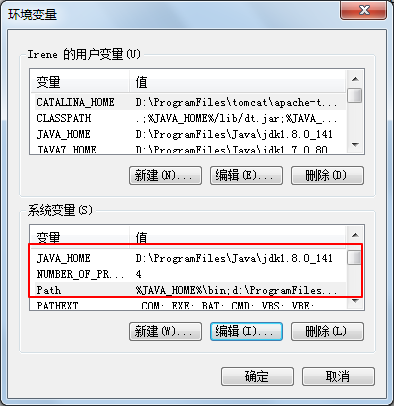 环境变量
Irene 的用户变量(U)
变量 值
CATALINA_HOME D:\ProgramFiles\tomcat\apache-t...
CLASSPATH .;%JAVA_HOME%/lib/dt.jar;%JAVA_...
JAVA_HOME D:\ProgramFiles\Java\jdk1.8.0_141
JAVA7_HOME D:\ProgramFiles\Java\jdk1.7.0_80
新建(N)... 编辑(E)... 删除(D)
系统变量(S)
变量 值
JAVA_HOME D:\ProgramFiles\Java\jdk1.8.0_141
NUMBER_OF_PR... 4
Path %JAVA_HOME%\bin;d:\ProgramFiles...
PATHEXT .COM;.EXE;.BAT;.CMD;.VBS;.VBE;
新建(W)... 编辑(I)... 删除(L)
确定 取消